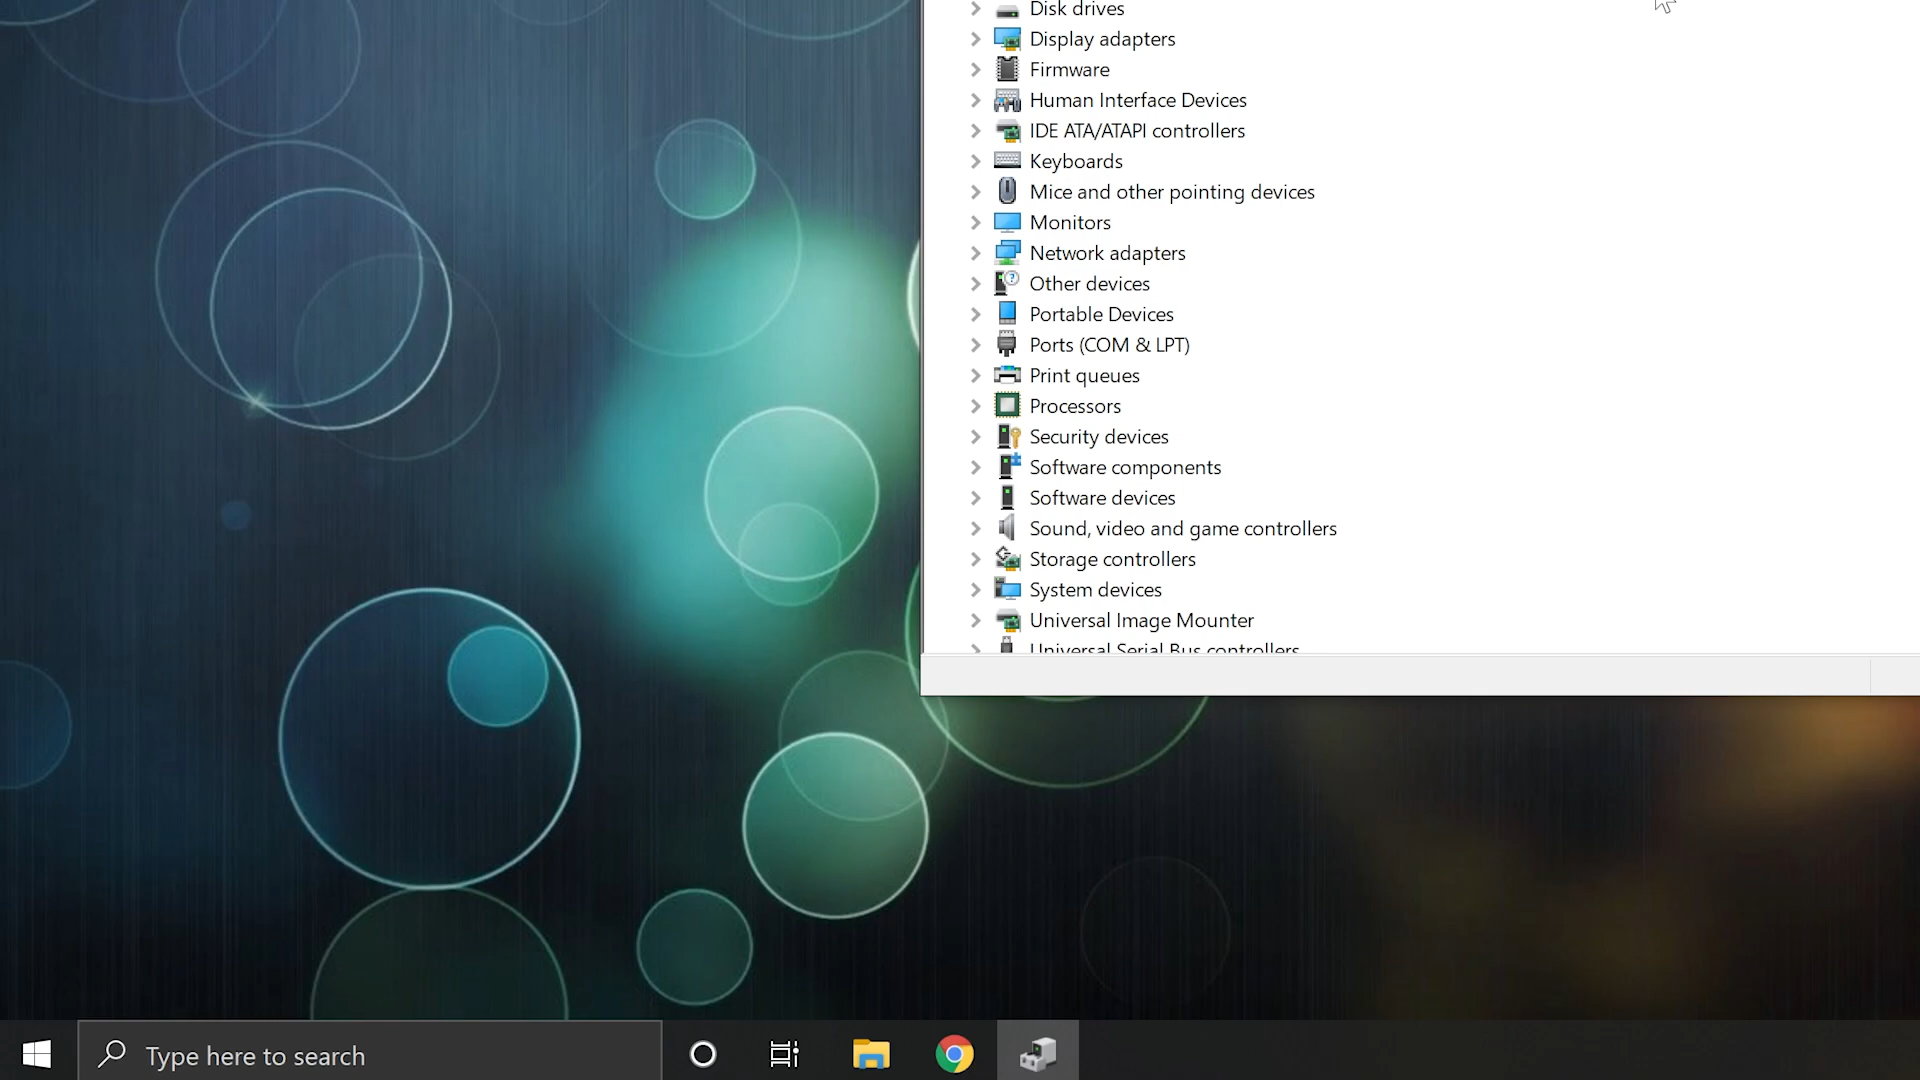 Disk drives
Display adapters
Firmware
Human Interface Devices
IDE ATA/ATAPI controllers
Keyboards
Mice and other pointing devices
Monitors
Network adapters
Other devices
Portable Devices
Ports (COM & LPT)
Print queues
Processors
Security devices
Software components
Software devices
Sound, video and game controllers
Storage controllers
System devices
Universal Image Mounter
Universal Serial Bus controllers
Type here to search